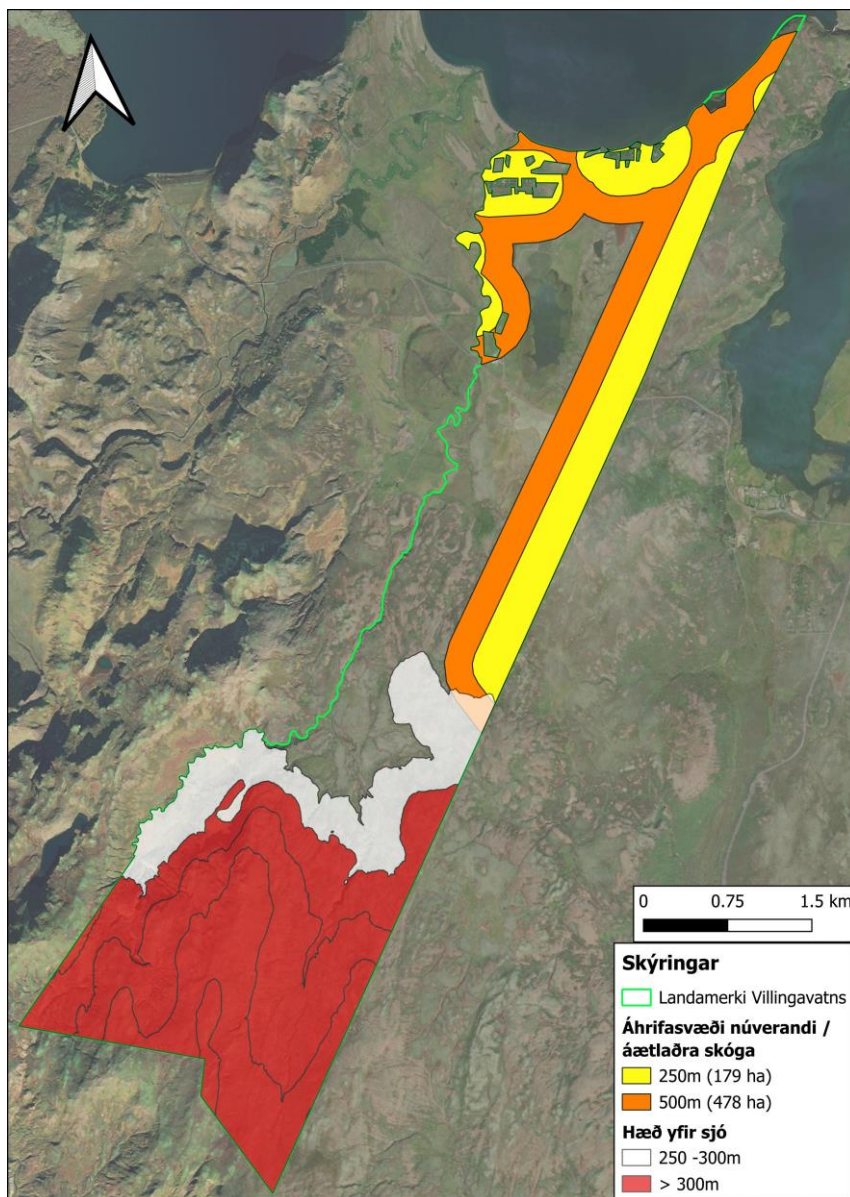 0 0.75 1.5 km
Skýringar
Landamerki Villingavatns
Áhrifasvæði núverandi /
áætlaðra skóga
250m (179 ha)
500m (478 ha)
Hæð yfir sjó
250 -300m
> 300m